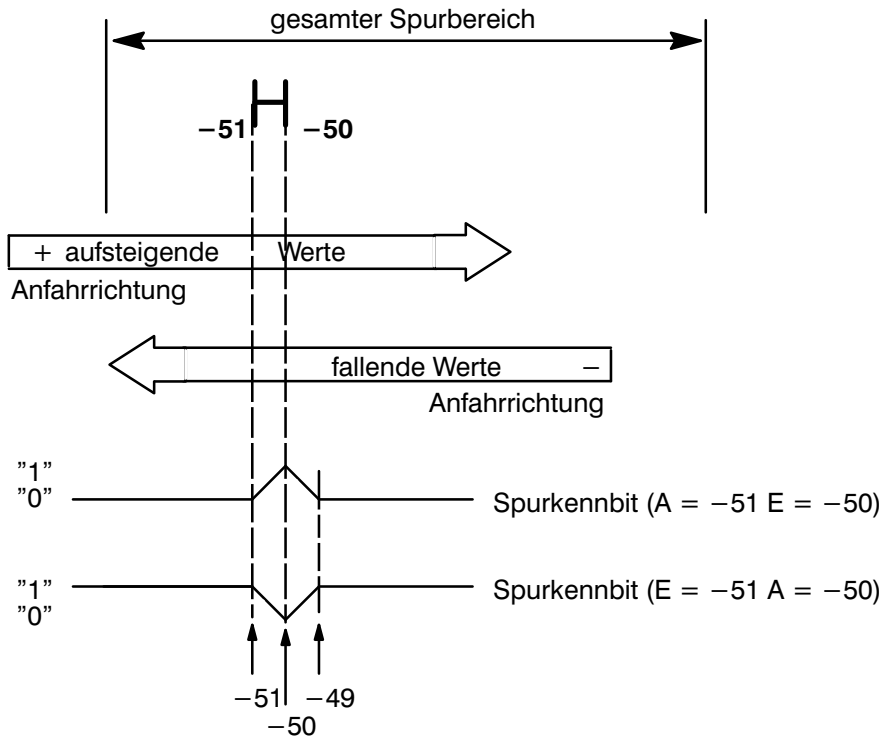 gesamter Spurbereich
−51 −50
+ aufsteigende Werte
Anfahrrichtung
fallende Werte −
Anfahrrichtung
"1"
"0" Spurkennbit (A = −51 E = −50)
"1" Spurkennbit (E = −51 A = −50)
"0"
−51 −49
−50